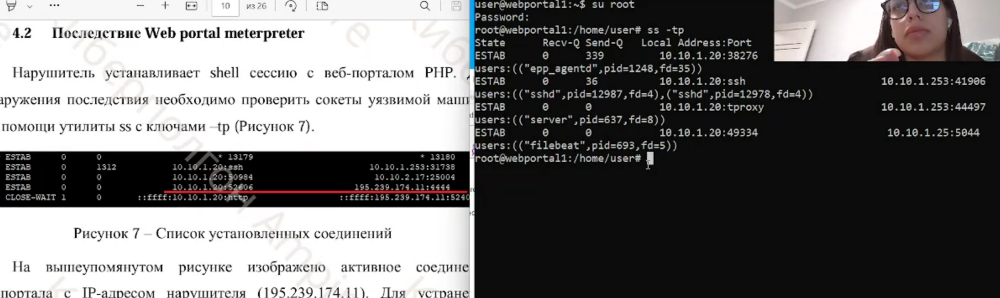 10 из 26
4.2 Последствие Web portal meterpreter
Нарушитель устанавливает shell сессию с веб-порталом PHP.
аружения последствия необходимо проверить сокеты уязвимой маши
помощи утилиты ss с ключами –tp (Рисунок 7).
ESTAB 0 0 * 13179 * 13180
ESTAB 0 1312 10.10.1.20:ssh 10.10.1.253:31738
ESTAB 0 0 10.10.1.20:50984 10.10.2.17:25004
ESTAB 0 0 10.10.1.20:52606 195.239.174.11:4444
CLOSE-WAIT 1 0 ::ffff:10.10.1.20:http ::ffff:195.239.174.11:5240
Рисунок 7 – Список установленных соединений
На вышеупомянутом рисунке изображено активное соедине
портала с IP-адресом нарушителя (195.239.174.11). Для устране
user@webportal1:~$ su root
Password:
root@webportal1:/home/user# ss -tp
State Recv-Q Send-Q Local Address:Port
ESTAB 0 339 10.10.1.20:38276
users:(("epp_agentd",pid=1248,fd=35))
ESTAB 0 36 10.10.1.20:ssh 10.10.1.253:41906
users:(("sshd",pid=12987,fd=4),("sshd",pid=12978,fd=4))
ESTAB 0 0 10.10.1.20:tproxy 10.10.1.253:44497
users:(("server",pid=637,fd=8))
ESTAB 0 0 10.10.1.20:49334 10.10.1.25:5044
users:(("filebeat",pid=693,fd=5))
root@webportal1:/home/user#